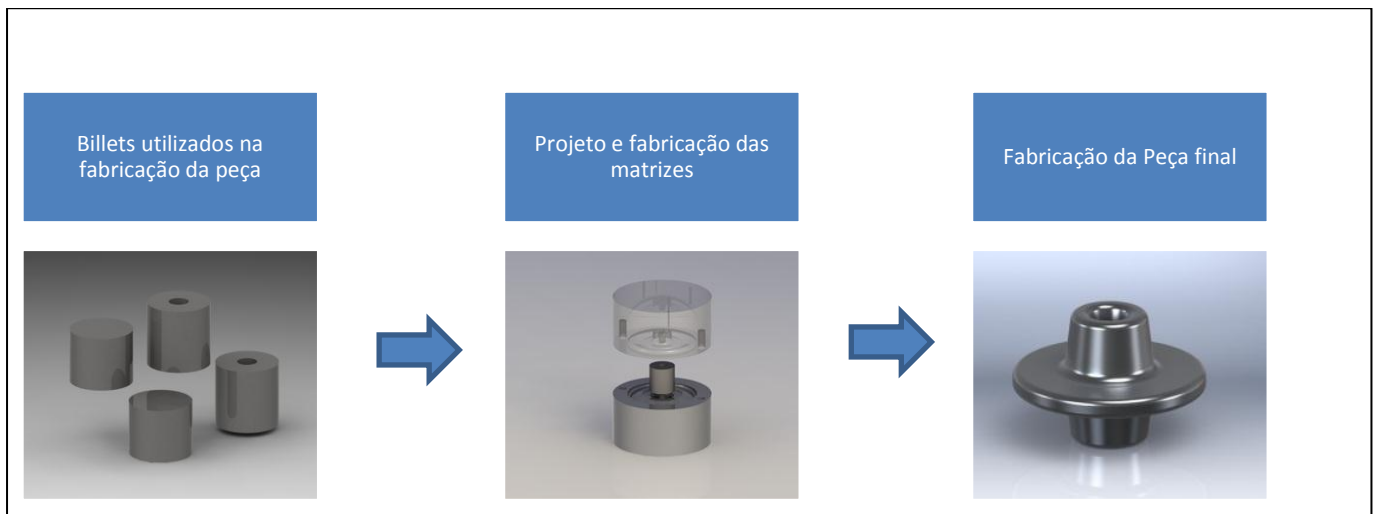 Billets utilizados na
fabricação da peça
Projeto e fabricação das
matrizes
Fabricação da Peça final